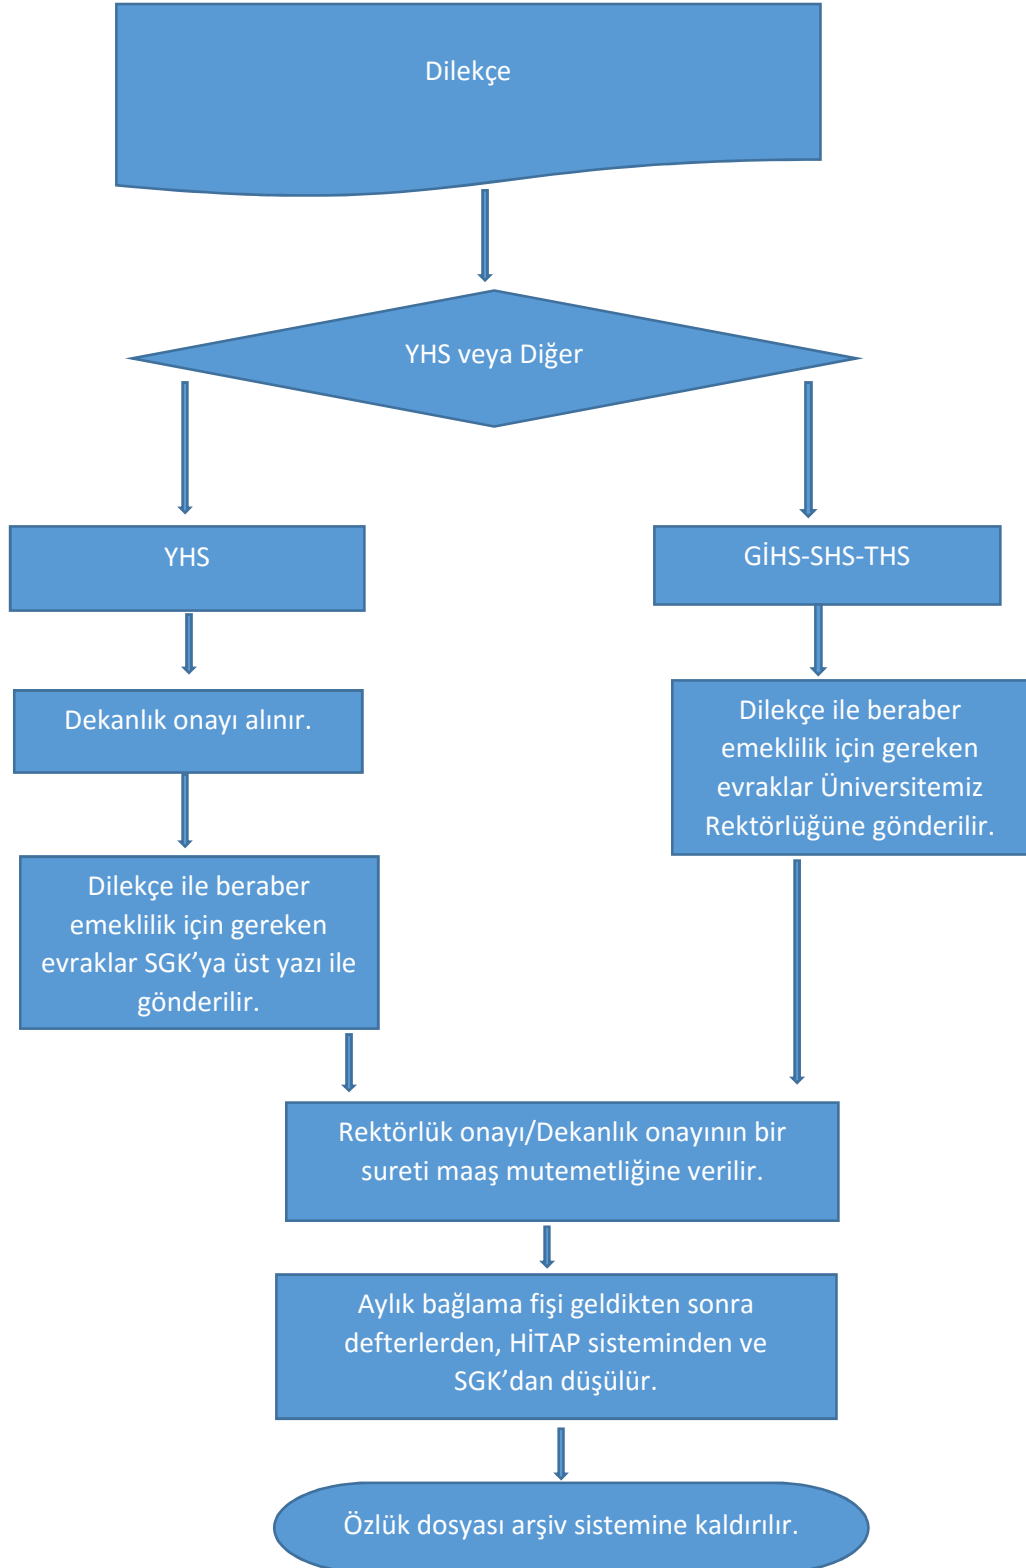 Dilekçe
YHS veya Diğer
YHS
GİHS-SHS-THS
Dekanlık onayı alınır.
Dilekçe ile beraber
emeklilik için gereken
evraklar Üniversitemiz
Rektörlüğüne gönderilir.
Dilekçe ile beraber
emeklilik için gereken
evraklar SGK’ya üst yazı ile
gönderilir.
Rektörlük onayı/Dekanlık onayının bir
sureti maaş mutemetliğine verilir.
Aylık bağlama fişi geldikten sonra
defterlerden, HİTAP sisteminden ve
SGK’dan düşülür.
Özlük dosyası arşiv sistemine kaldırılır.